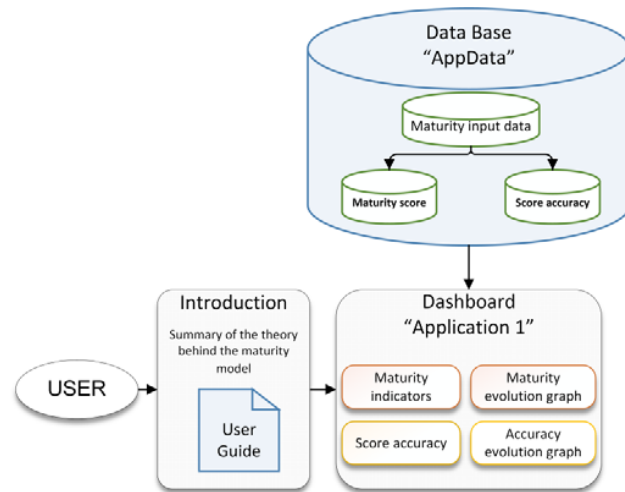 Data Base
“AppData”
Maturity input data
Maturity score
Score accuracy
Introduction
Summary of the theory
behind the maturity
model
User
Guide
USER
Dashboard
“Application 1”
Maturity
indicators
Maturity
evolution graph
Score accuracy
Accuracy
evolution graph